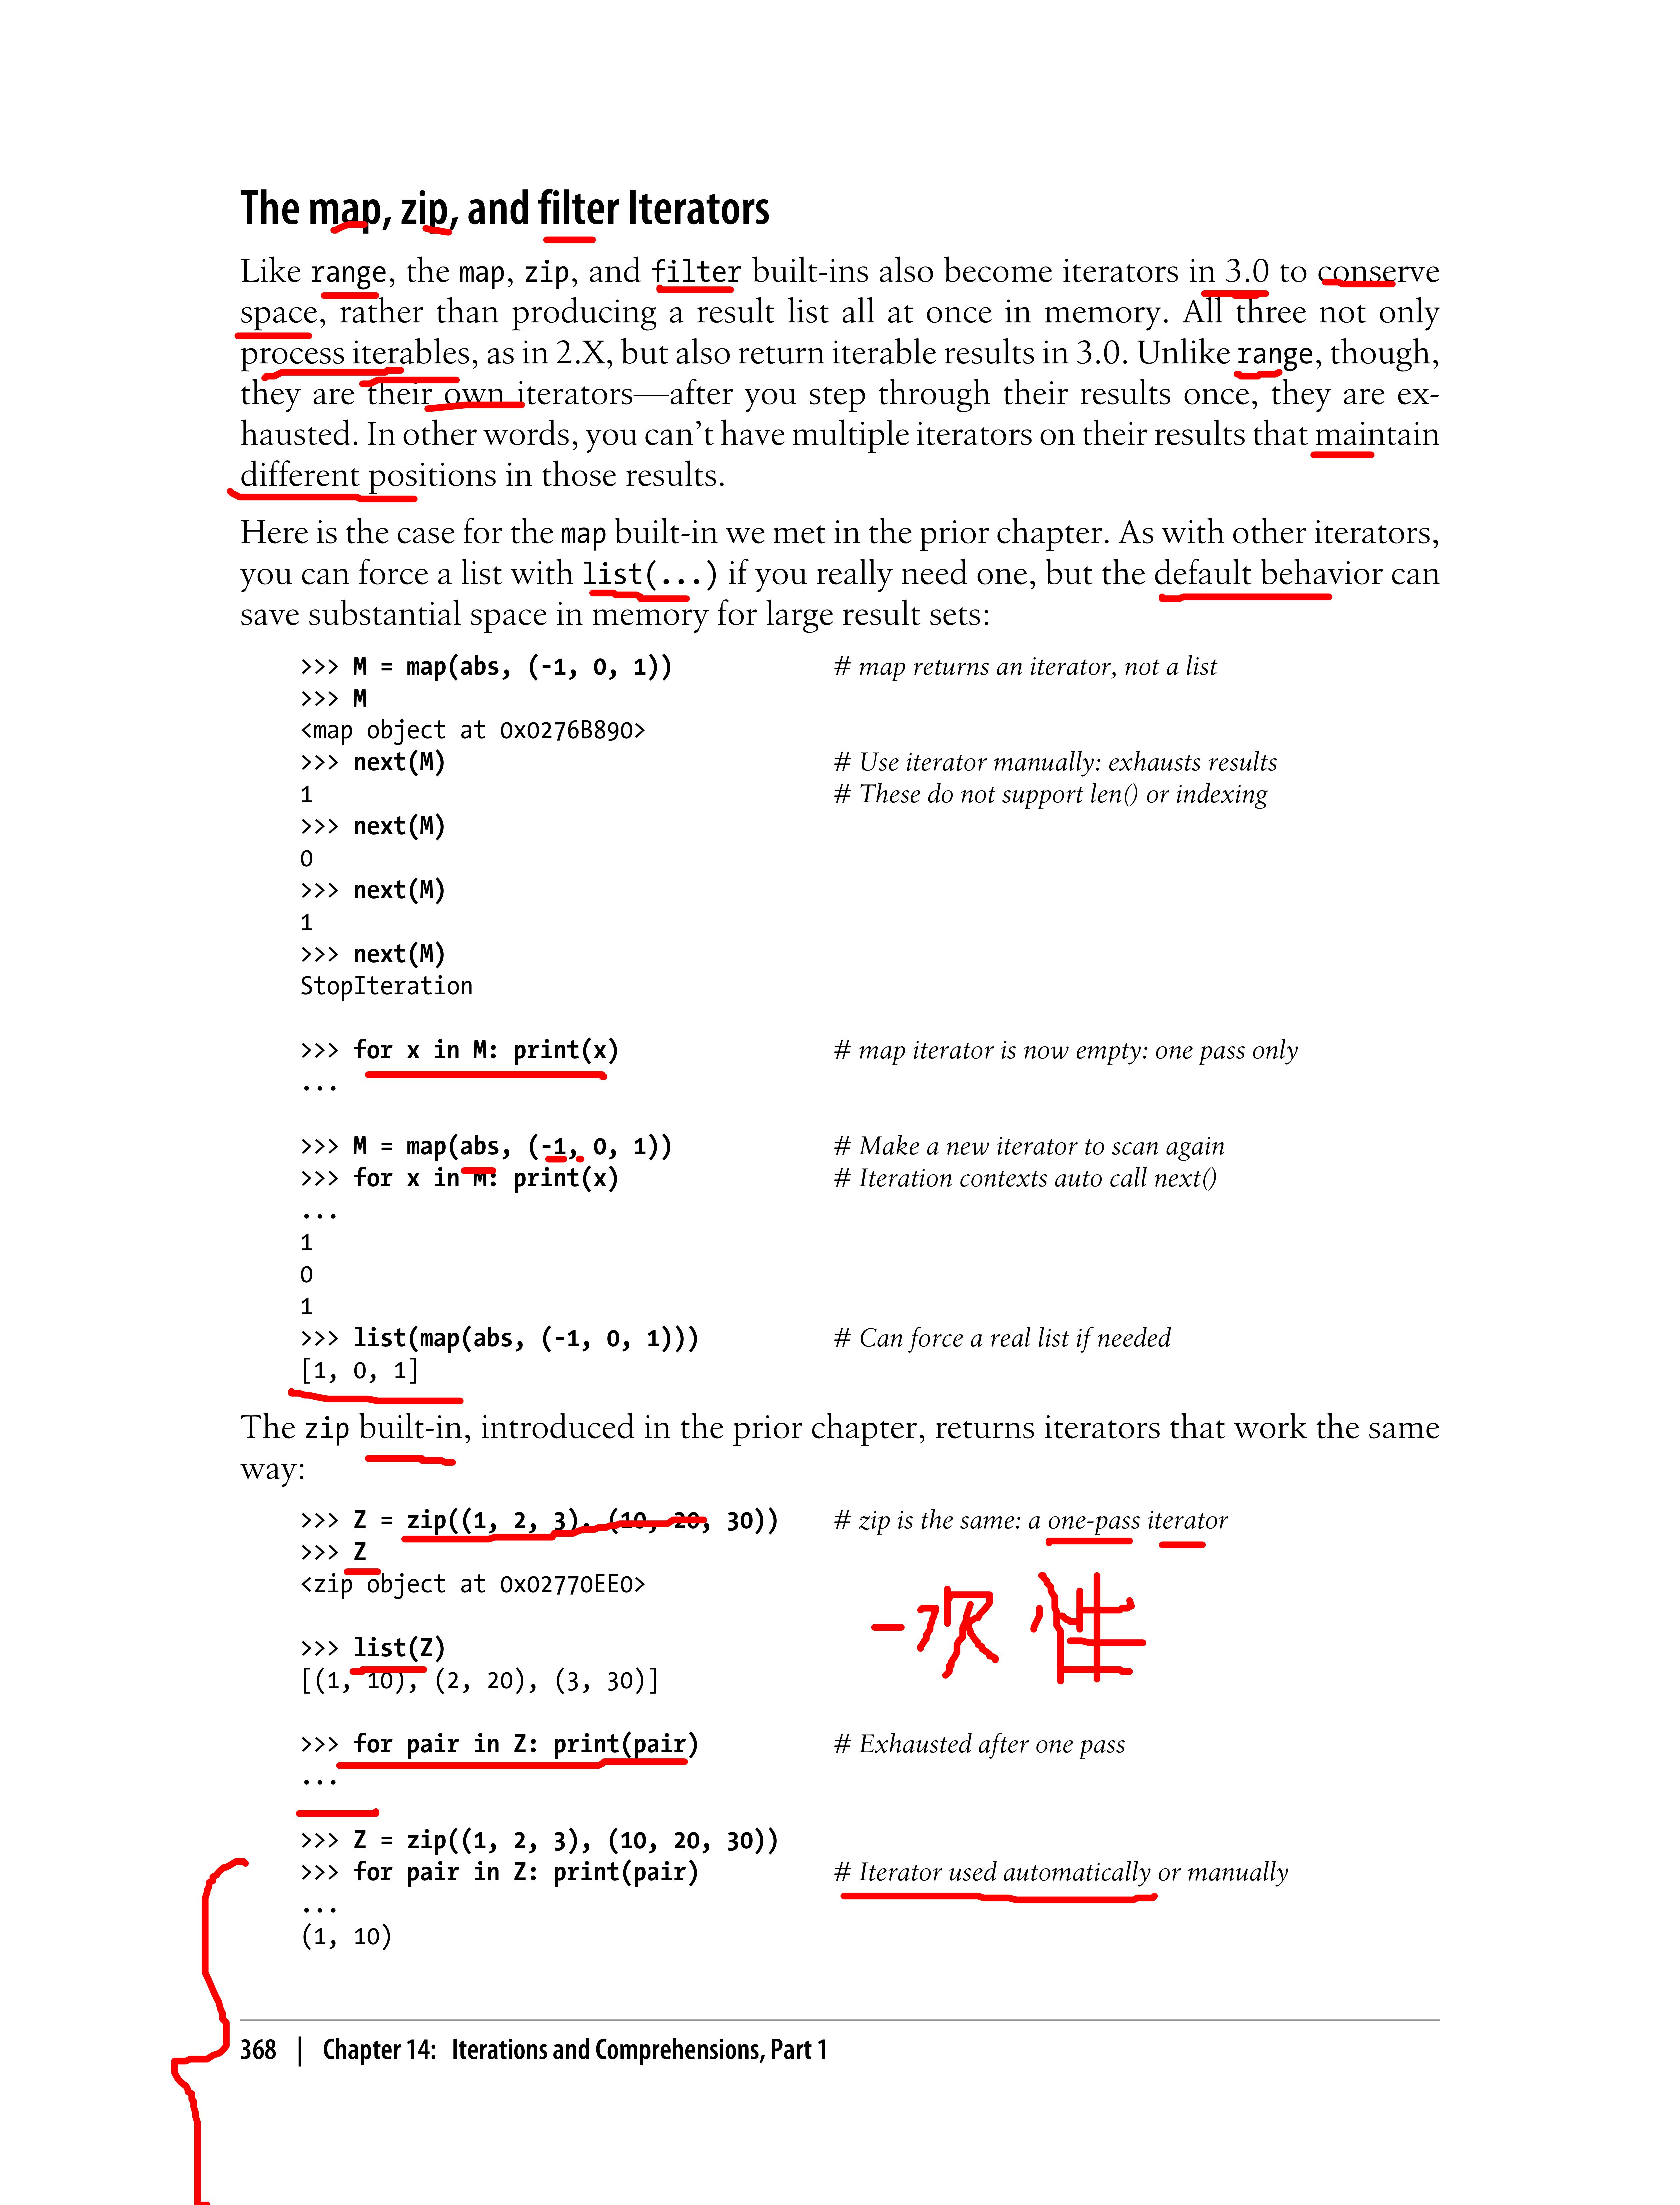 The map, zip, and filter Iterators
Like range, the map, zip, and filter built-ins also become iterators in 3.0 to conserve
space, rather than producing a result list all at once in memory. All three not only
process iterables, as in 2.X, but also return iterable results in 3.0. Unlike range, though,
they are their own iterators—after you step through their results once, they are ex-
hausted. In other words, you can’t have multiple iterators on their results that maintain
different positions in those results.
Here is the case for the map built-in we met in the prior chapter. As with other iterators,
you can force a list with list(...) if you really need one, but the default behavior can
save substantial space in memory for large result sets:
>>> M = map(abs, (-1, 0, 1)) # map returns an iterator, not a list
>>> M
<map object at 0x0276B890>
>>> next(M) # Use iterator manually: exhausts results
1 # These do not support len() or indexing
>>> next(M)
0
>>> next(M)
1
>>> next(M)
StopIteration
>>> for x in M: print(x) # map iterator is now empty: one pass only
...
>>> M = map(abs, (-1, 0, 1)) # Make a new iterator to scan again
>>> for x in M: print(x) # Iteration contexts auto call next()
...
1
0
1
>>> list(map(abs, (-1, 0, 1))) # Can force a real list if needed
[1, 0, 1]
The zip built-in, introduced in the prior chapter, returns iterators that work the same
way:
>>> Z = zip((1, 2, 3), (10, 20, 30)) # zip is the same: a one-pass iterator
>>> Z
<zip object at 0x02770EE0>
一次性
>>> list(Z)
[(1, 10), (2, 20), (3, 30)]
>>> for pair in Z: print(pair) # Exhausted after one pass
...
>>> Z = zip((1, 2, 3), (10, 20, 30))
>>> for pair in Z: print(pair) # Iterator used automatically or manually
...
(1, 10)
368 | Chapter 14: Iterations and Comprehensions, Part 1